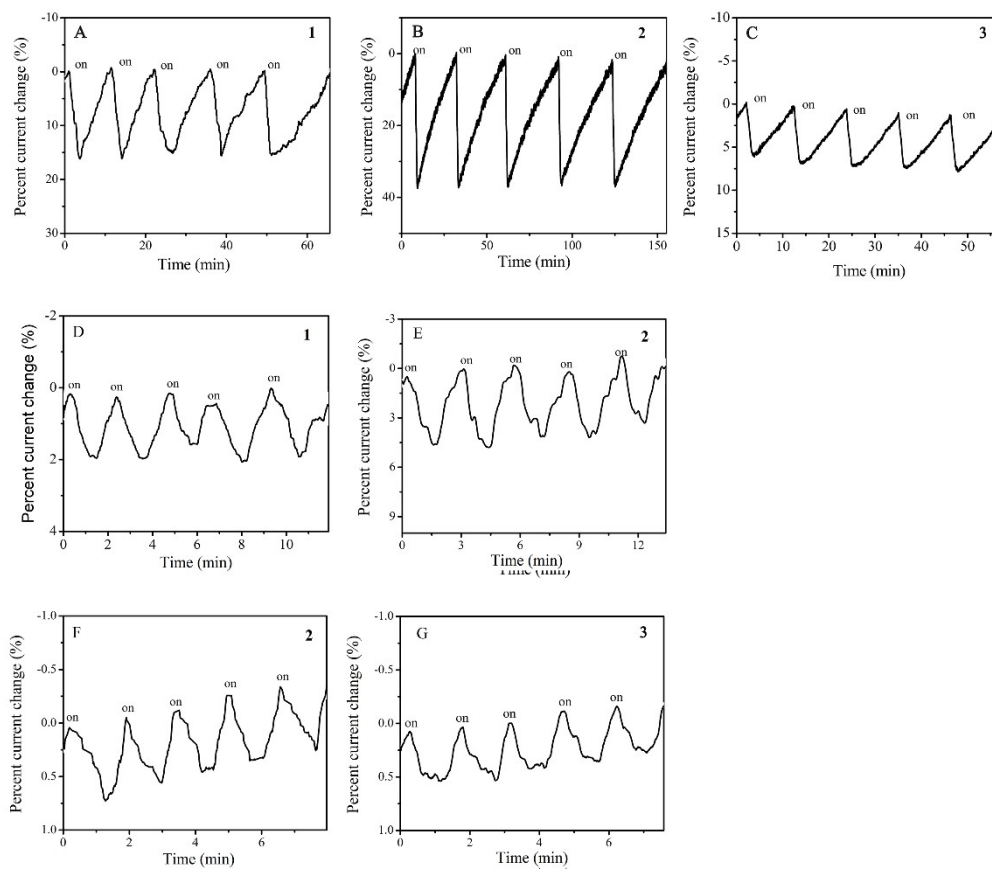 A 1
Percent current change (%)
-10
0
10
20
30
on on on on on
0 20 40 60
Time (min)
B 2
Percent current change (%)
0
20
40
on on on on on
0 50 100 150
Time (min)
C 3
Percent current change (%)
-10
-5
0
5
10
15
on on on on on
0 10 20 30 40 50
Time (min)
D 1
Percent current change (%)
-2
0
2
4
on on on on on
0 2 4 6 8 10
Time (min)
E 2
Percent current change (%)
-3
0
3
6
9
on on on on on
0 3 6 9 12
Time (min)
Time (min)
F 2
Percent current change (%)
-1.0
-0.5
0.0
0.5
1.0
on on on on on
0 2 4 6
Time (min)
G 3
Percent current change (%)
-1.0
-0.5
0.0
0.5
1.0
on on on on on
0 2 4 6
Time (min)